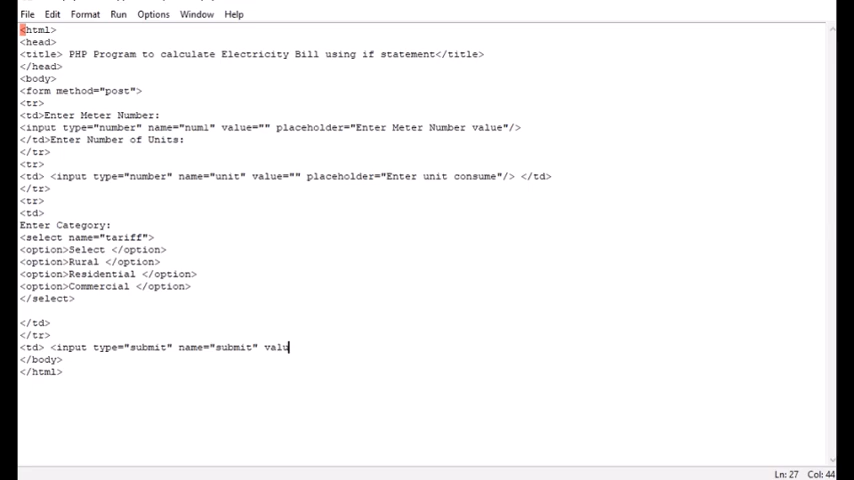 File Edit Format Run Options Window Help
<html>
<head>
<title> PHP Program to calculate Electricity Bill using if statement</title>
</head>
<body>
<form method="post">
<tr>
<td>Enter Meter Number:
<input type="number" name="num1" value="" placeholder="Enter Meter Number value"/>
</td>Enter Number of Units:
</tr>
<tr>
<td> <input type="number" name="unit" value="" placeholder="Enter unit consume"/> </td>
</tr>
<tr>
<td>
Enter Category:
<select name="tariff">
<option>Select </option>
<option>Rural </option>
<option>Residential </option>
<option>Commercial </option>
</select>
</td>
</tr>
<td> <input type="submit" name="submit" valu
</body>
</html>
Ln: 27 Col: 44